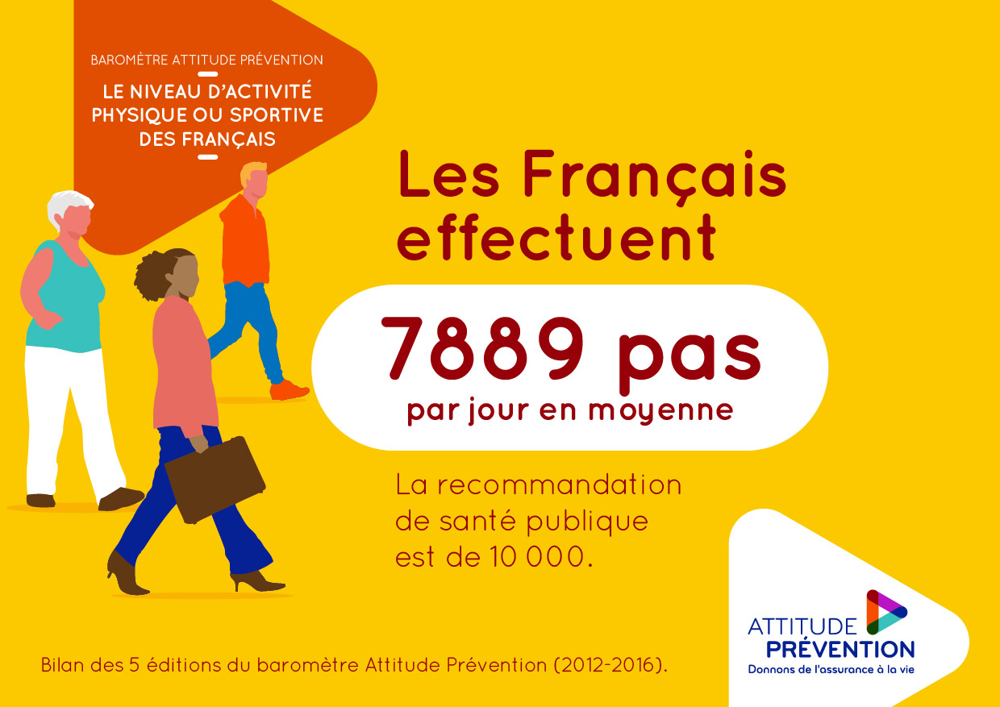 BAROMÈTRE ATTITUDE PRÉVENTION
LE NIVEAU D'ACTIVITÉ
PHYSIQUE OU SPORTIVE
DES FRANÇAIS
Les Français
effectuent
7889 pas
par jour en moyenne
La recommandation
de santé publique
est de 10 000.
ATTITUDE
PRÉVENTION
Donnons de l'assurance à la vie
Bilan des 5 éditions du baromètre Attitude Prévention (2012-2016).